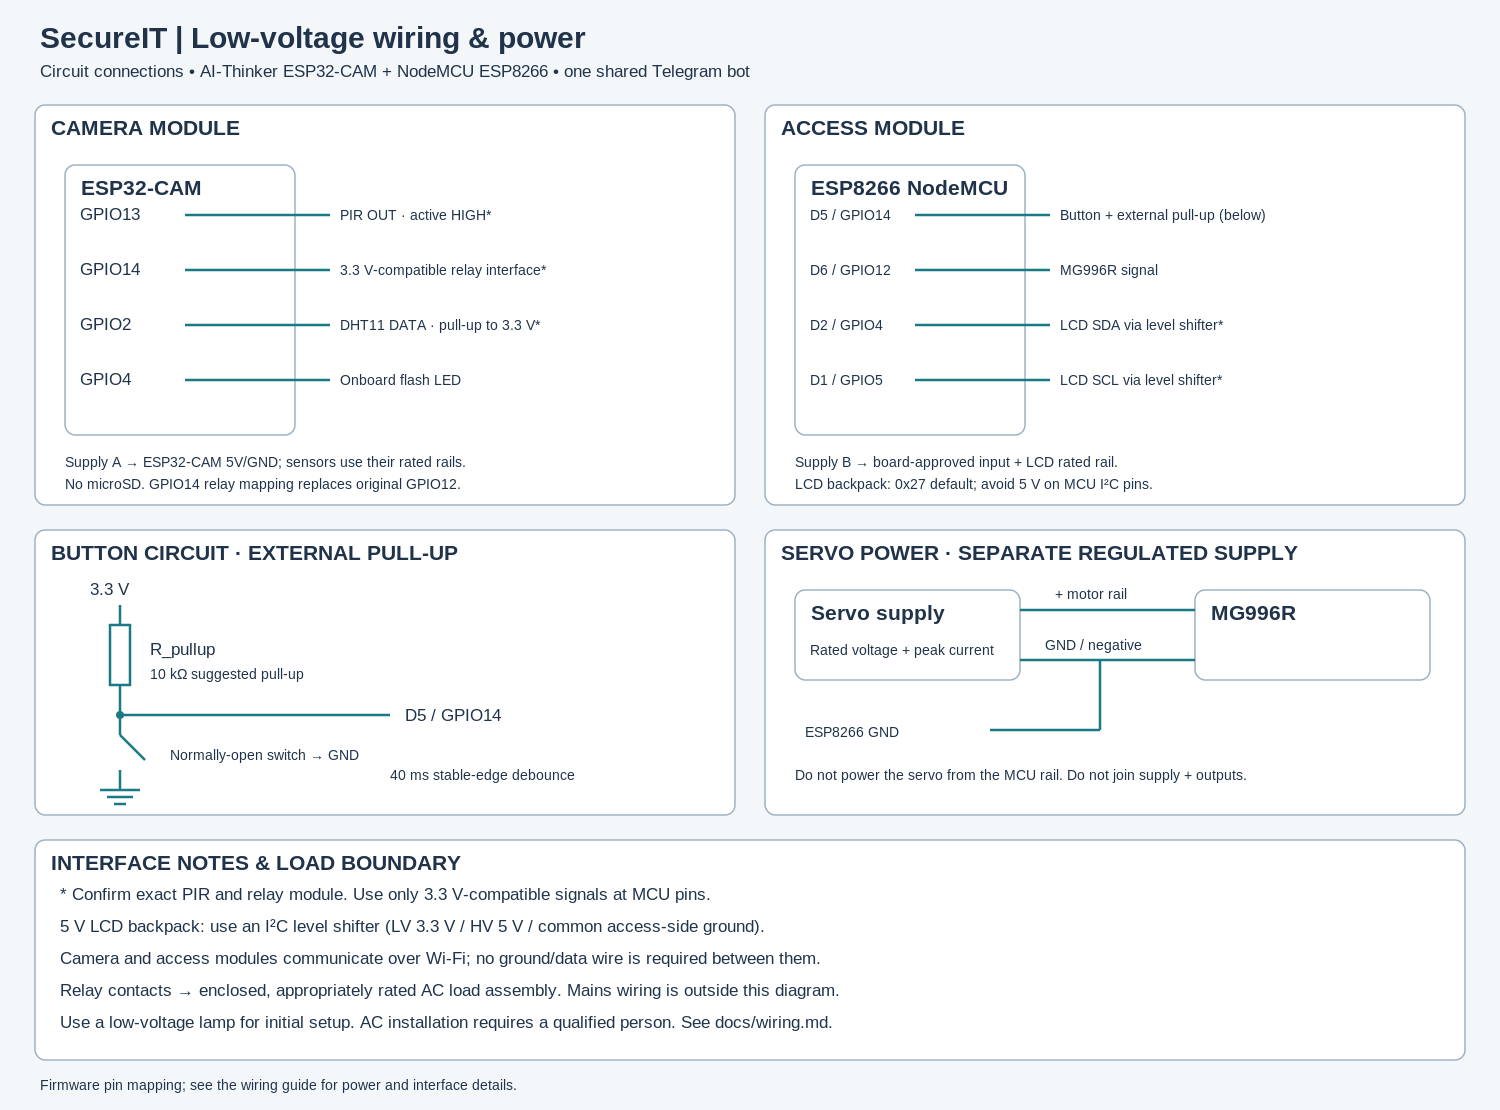 SecureIT | Low-voltage wiring & power
Circuit connections • AI-Thinker ESP32-CAM + NodeMCU ESP8266 • one shared Telegram bot
CAMERA MODULE
ESP32-CAM
GPIO13
PIR OUT · active HIGH*
GPIO14
3.3 V-compatible relay interface*
GPIO2
DHT11 DATA · pull-up to 3.3 V*
GPIO4
Onboard flash LED
Supply A → ESP32-CAM 5V/GND; sensors use their rated rails.
No microSD. GPIO14 relay mapping replaces original GPIO12.
ACCESS MODULE
ESP8266 NodeMCU
D5 / GPIO14
Button + external pull-up (below)
D6 / GPIO12
MG996R signal
D2 / GPIO4
LCD SDA via level shifter*
D1 / GPIO5
LCD SCL via level shifter*
Supply B → board-approved input + LCD rated rail.
LCD backpack: 0x27 default; avoid 5 V on MCU I²C pins.
BUTTON CIRCUIT · EXTERNAL PULL-UP
3.3 V
R_pullup
10 kΩ suggested pull-up
D5 / GPIO14
Normally-open switch → GND
40 ms stable-edge debounce
SERVO POWER · SEPARATE REGULATED SUPPLY
Servo supply
Rated voltage + peak current
+ motor rail
GND / negative
MG996R
ESP8266 GND
Do not power the servo from the MCU rail. Do not join supply + outputs.
INTERFACE NOTES & LOAD BOUNDARY
* Confirm exact PIR and relay module. Use only 3.3 V-compatible signals at MCU pins.
5 V LCD backpack: use an I²C level shifter (LV 3.3 V / HV 5 V / common access-side ground).
Camera and access modules communicate over Wi-Fi; no ground/data wire is required between them.
Relay contacts → enclosed, appropriately rated AC load assembly. Mains wiring is outside this diagram.
Use a low-voltage lamp for initial setup. AC installation requires a qualified person. See docs/wiring.md.
Firmware pin mapping; see the wiring guide for power and interface details.